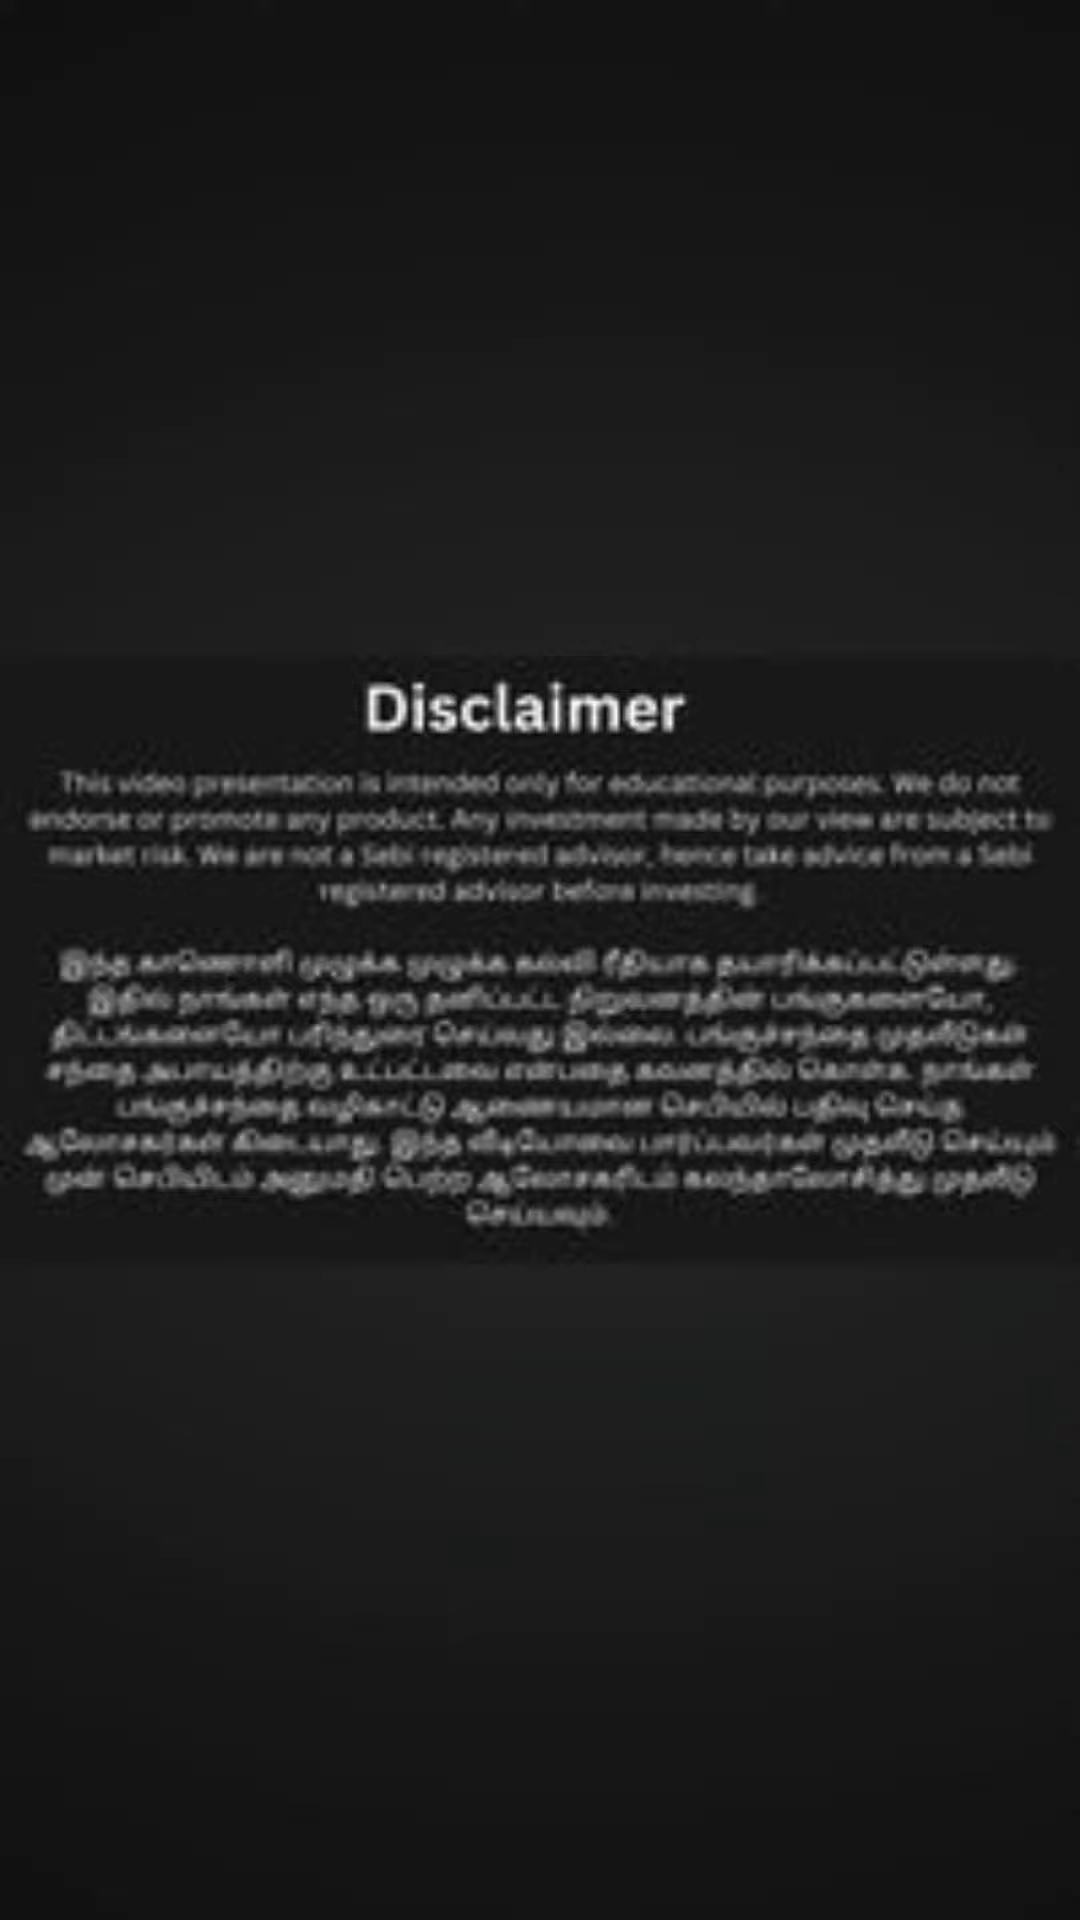 Disclaimer
This video presentation is intended only for educational purposes. We do not
endorse or promote any product. Any investment made by our view are subject to
market risk. We are not a Sebi registered advisor, hence take advice from a Sebi
registered advisor before investing.
இந்த காணொளி முழுக்க முழுக்க கல்வி ரீதியாக தயாரிக்கப்பட்டுள்ளது.
இதில் நாங்கள் எந்த ஒரு தனிப்பட்ட நிறுவனத்தின் பங்குகளையோ,
திட்டங்களையோ பரிந்துரை செய்வது இல்லை. பங்குச்சந்தை முதலீடுகள்
சந்தை அபாயத்திற்கு உட்பட்டவை என்பதை கவனத்தில் கொள்க. நாங்கள்
பங்குச்சந்தை வழிகாட்டு ஆணையமான செபியில் பதிவு செய்த
ஆலோசகர்கள் கிடையாது. இந்த வீடியோவை பார்ப்பவர்கள் முதலீடு செய்யும்
முன் செபியிடம் அனுமதி பெற்ற ஆலோசகரிடம் கலந்தாலோசித்து முதலீடு
செய்யவும்.